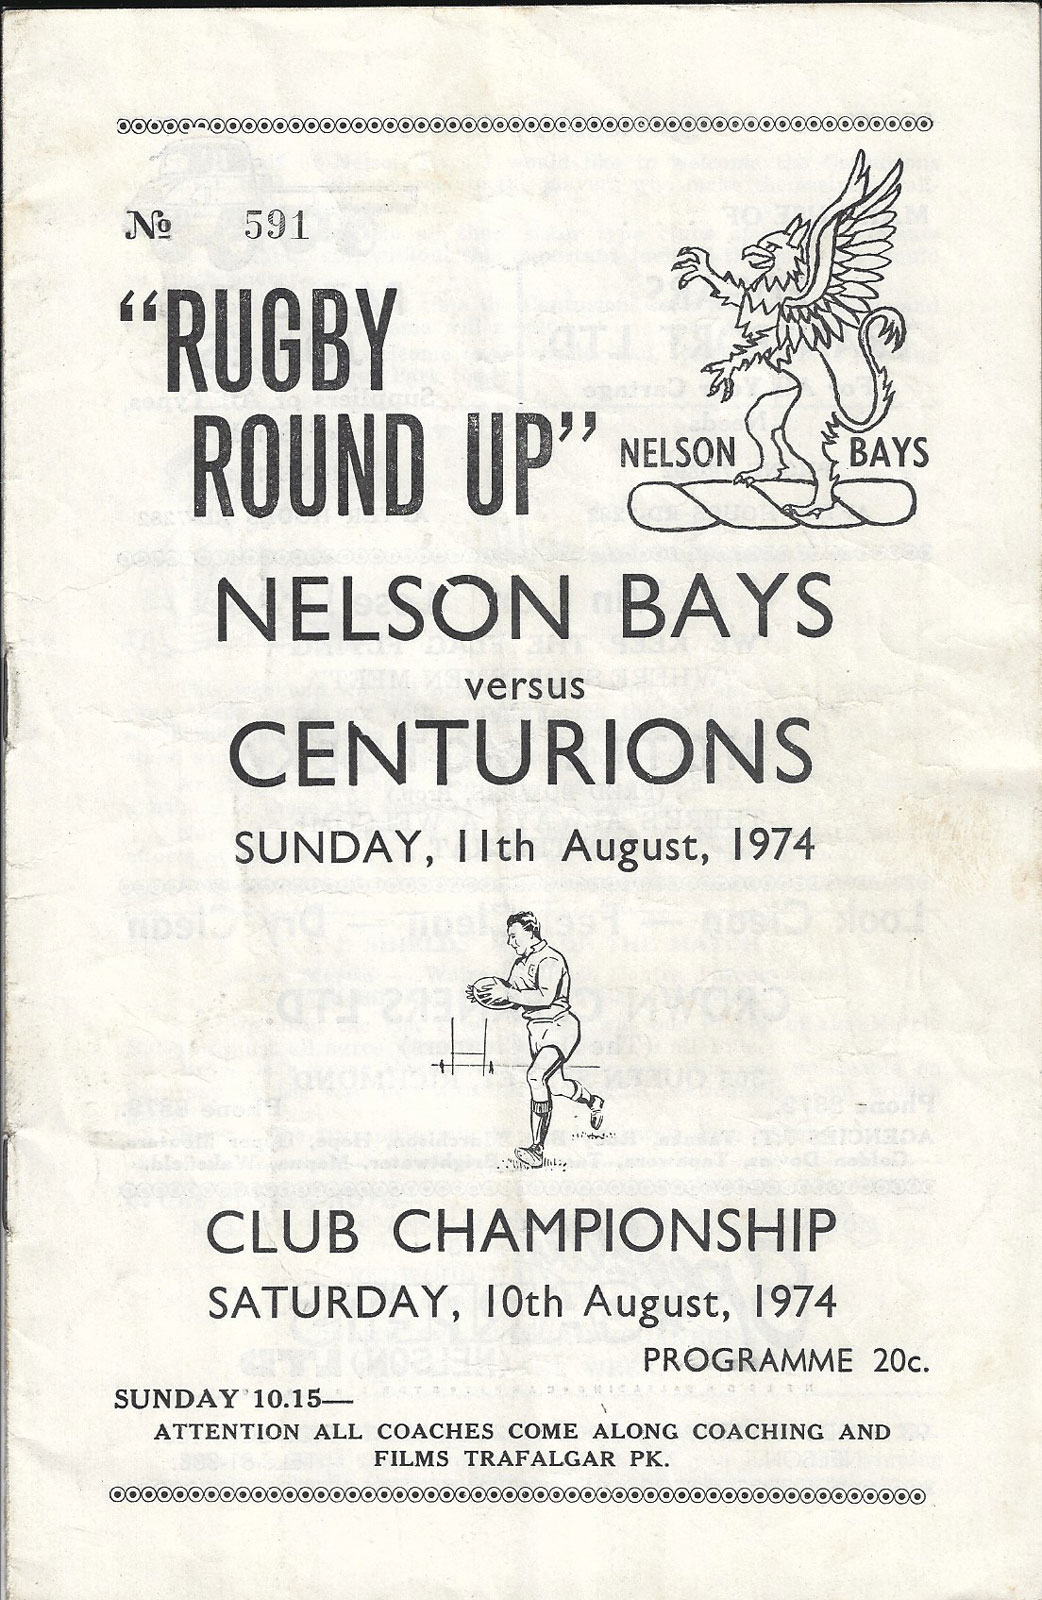 № 591
“RUGBY
ROUND UP”
NELSON BAYS
NELSON BAYS
versus
CENTURIONS
SUNDAY, 11th August, 1974
CLUB CHAMPIONSHIP
SATURDAY, 10th August, 1974
PROGRAMME 20c.
SUNDAY 10.15—
ATTENTION ALL COACHES COME ALONG COACHING AND
FILMS TRAFALGAR PK.